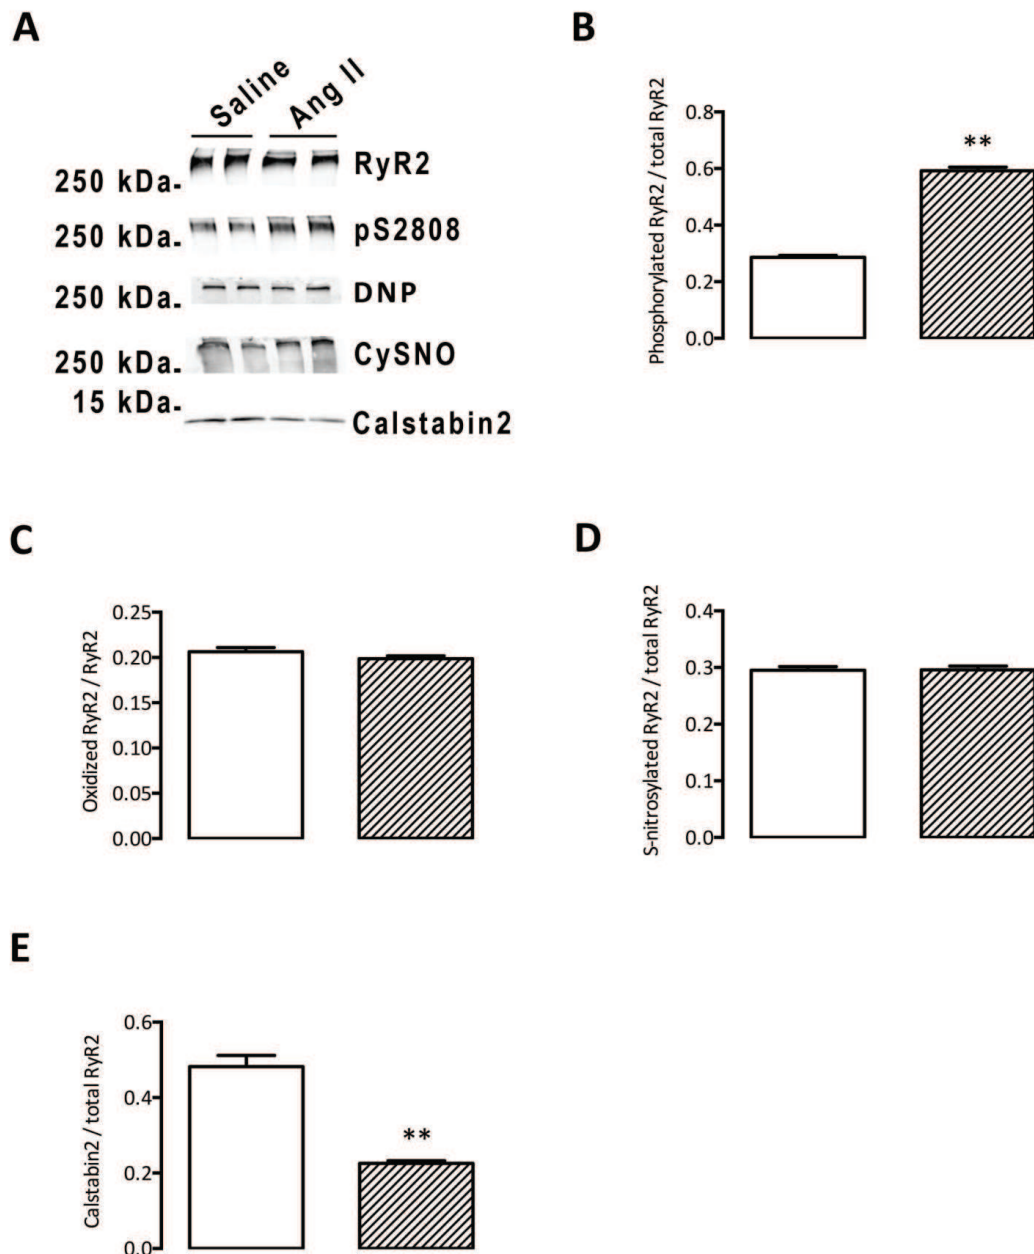 A
Saline
Ang II
250 kDa-
RyR2
250 kDa-
pS2808
250 kDa-
DNP
250 kDa-
CySNO
15 kDa-
Calstabin2
B
Phosphorylated RyR2 / total RyR2
0.8
0.6
0.4
0.2
0.0
**
C
Oxidized RyR2 / RyR2
0.25
0.20
0.15
0.10
0.05
0.00
D
S-nitrosylated RyR2 / total RyR2
0.4
0.3
0.2
0.1
0.0
E
Calstabin2 / total RyR2
0.6
0.4
0.2
0.0
**